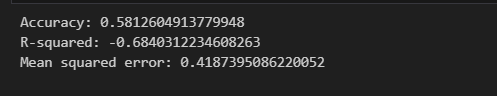 Accuracy: 0.5812604913779948
R-squared: -0.6840312234608263
Mean squared error: 0.4187395086220052